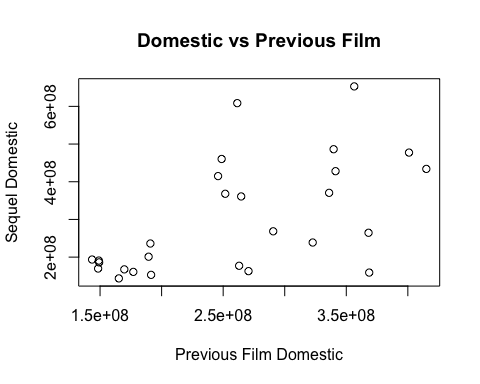 Domestic vs Previous Film
Sequel Domestic
6e+08
4e+08
2e+08
1.5e+08 2.5e+08 3.5e+08
Previous Film Domestic